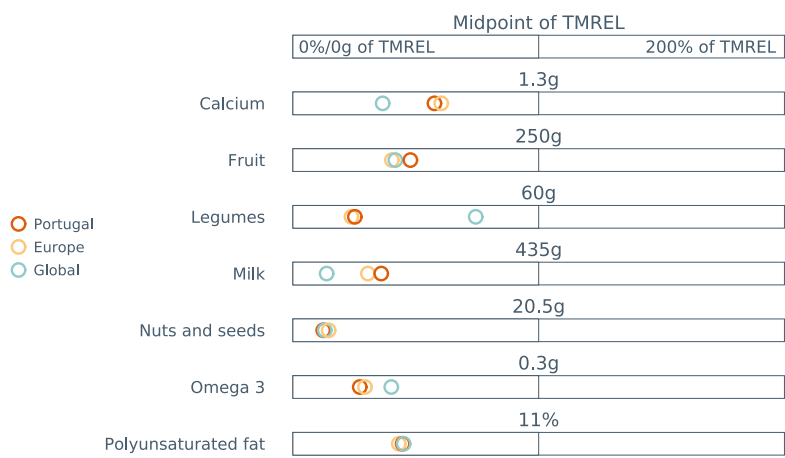 Midpoint of TMREL
0%/0g of TMREL
200% of TMREL
1.3g
Calcium
250g
Fruit
60g
Legumes
435g
Milk
20.5g
Nuts and seeds
0.3g
Omega 3
11%
Polyunsaturated fat
Portugal
Europe
Global